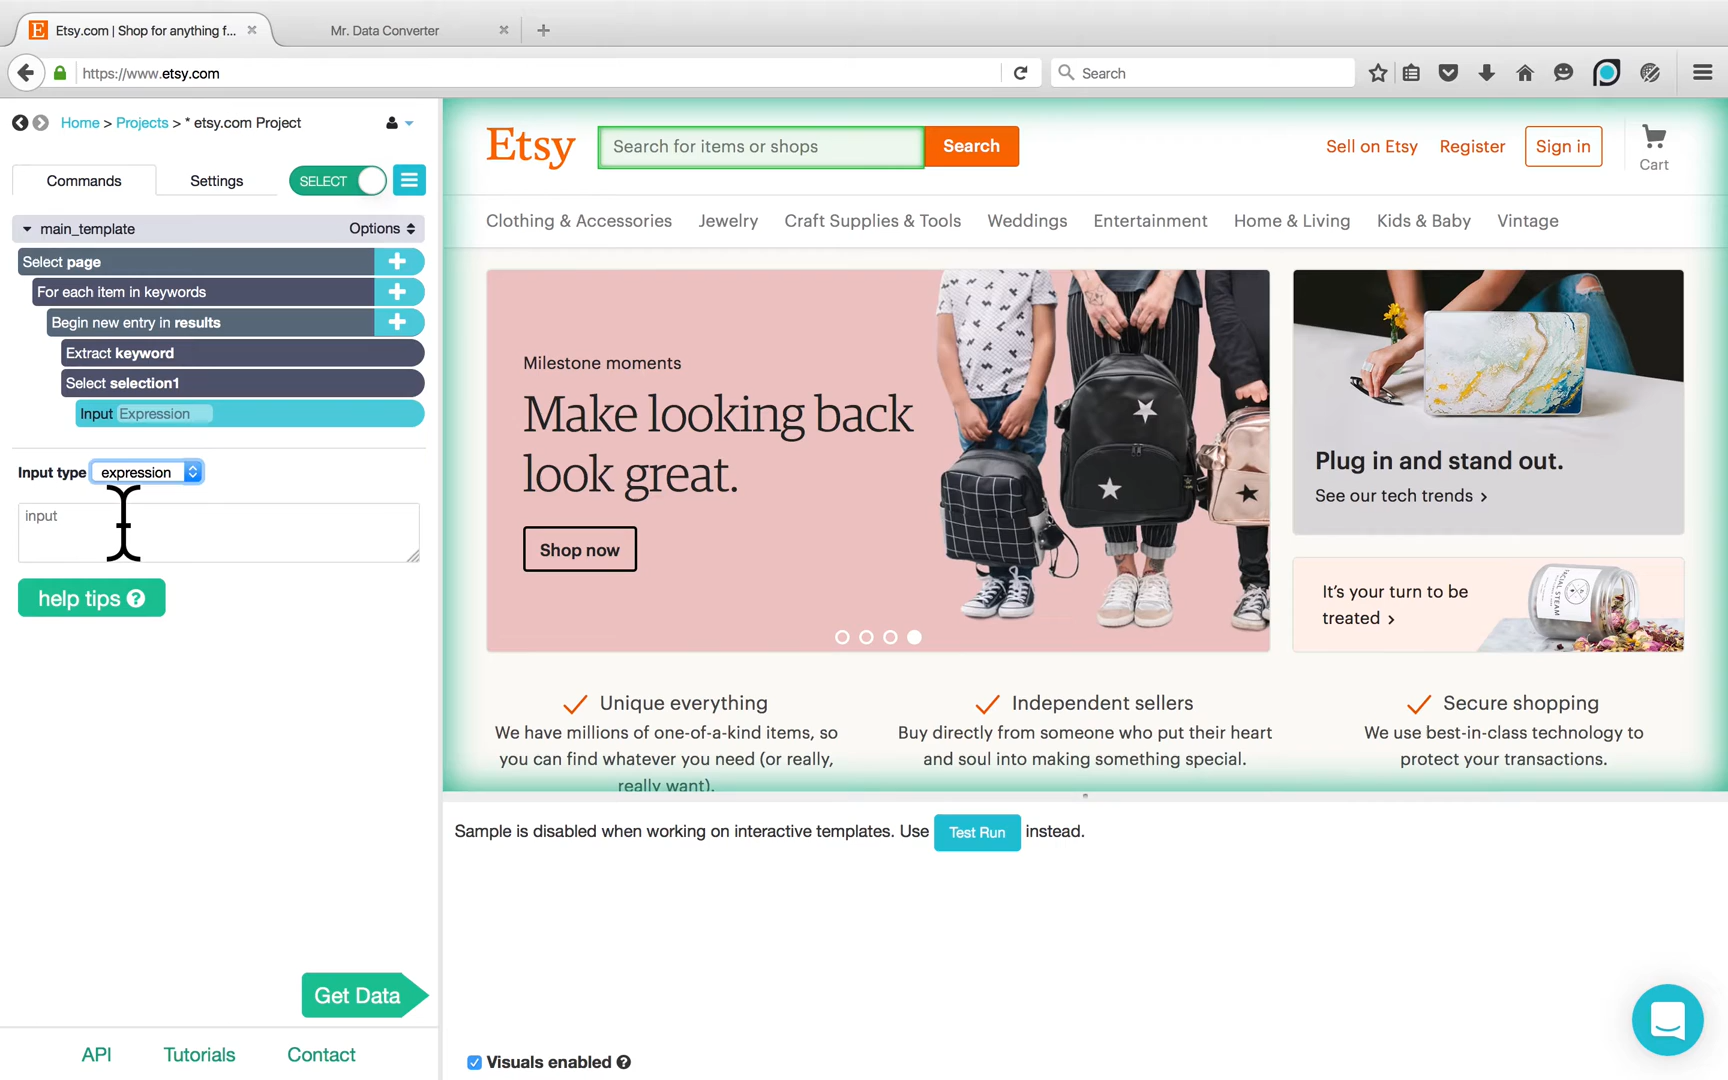 Etsy.com | Shop for anything f...
Mr. Data Converter
https://www.etsy.com
Search
Home > Projects > * etsy.com Project
Commands
Settings
SELECT
main_template
Options
Select page
For each item in keywords
Begin new entry in results
Extract keyword
Select selection1
Input Expression
Input type expression
input
help tips ?
Get Data
API
Tutorials
Contact
Etsy
Search for items or shops
Search
Sell on Etsy
Register
Sign in
Cart
Clothing & Accessories
Jewelry
Craft Supplies & Tools
Weddings
Entertainment
Home & Living
Kids & Baby
Vintage
Milestone moments
Make looking back
look great.
Shop now
Plug in and stand out.
See our tech trends >
It's your turn to be
treated >
FACIAL
STEAM
Unique everything
We have millions of one-of-a-kind items, so
you can find whatever you need (or really,
really want).
Independent sellers
Buy directly from someone who put their heart
and soul into making something special.
Secure shopping
We use best-in-class technology to
protect your transactions.
Sample is disabled when working on interactive templates. Use Test Run instead.
Visuals enabled ?